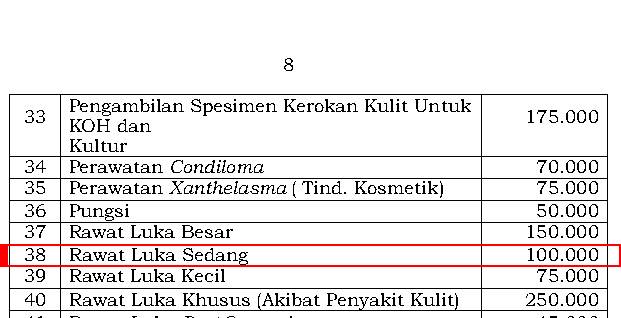 8
33 Pengambilan Spesimen Kerokan Kulit Untuk 175.000
KOH dan
Kultur
34 Perawatan Condiloma 70.000
35 Perawatan Xanthelasma ( Tind. Kosmetik) 75.000
36 Pungsi 50.000
37 Rawat Luka Besar 150.000
38 Rawat Luka Sedang 100.000
39 Rawat Luka Kecil 75.000
40 Rawat Luka Khusus (Akibat Penyakit Kulit) 250.000